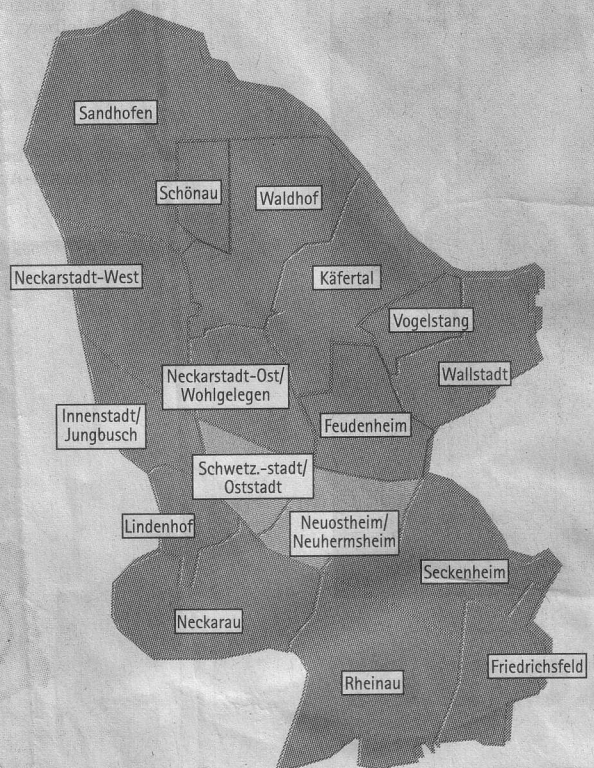 Sandhofen
Schönau
Waldhof
Neckarstadt-West
Käfertal
Vogelstang
Wallstadt
Neckarstadt-Ost/
Wohlgelegen
Innenstadt/
Jungbusch
Feudenheim
Schwetz.-stadt/
Oststadt
Lindenhof
Neuostheim/
Neuhermsheim
Seckenheim
Neckarau
Friedrichsfeld
Rheinau